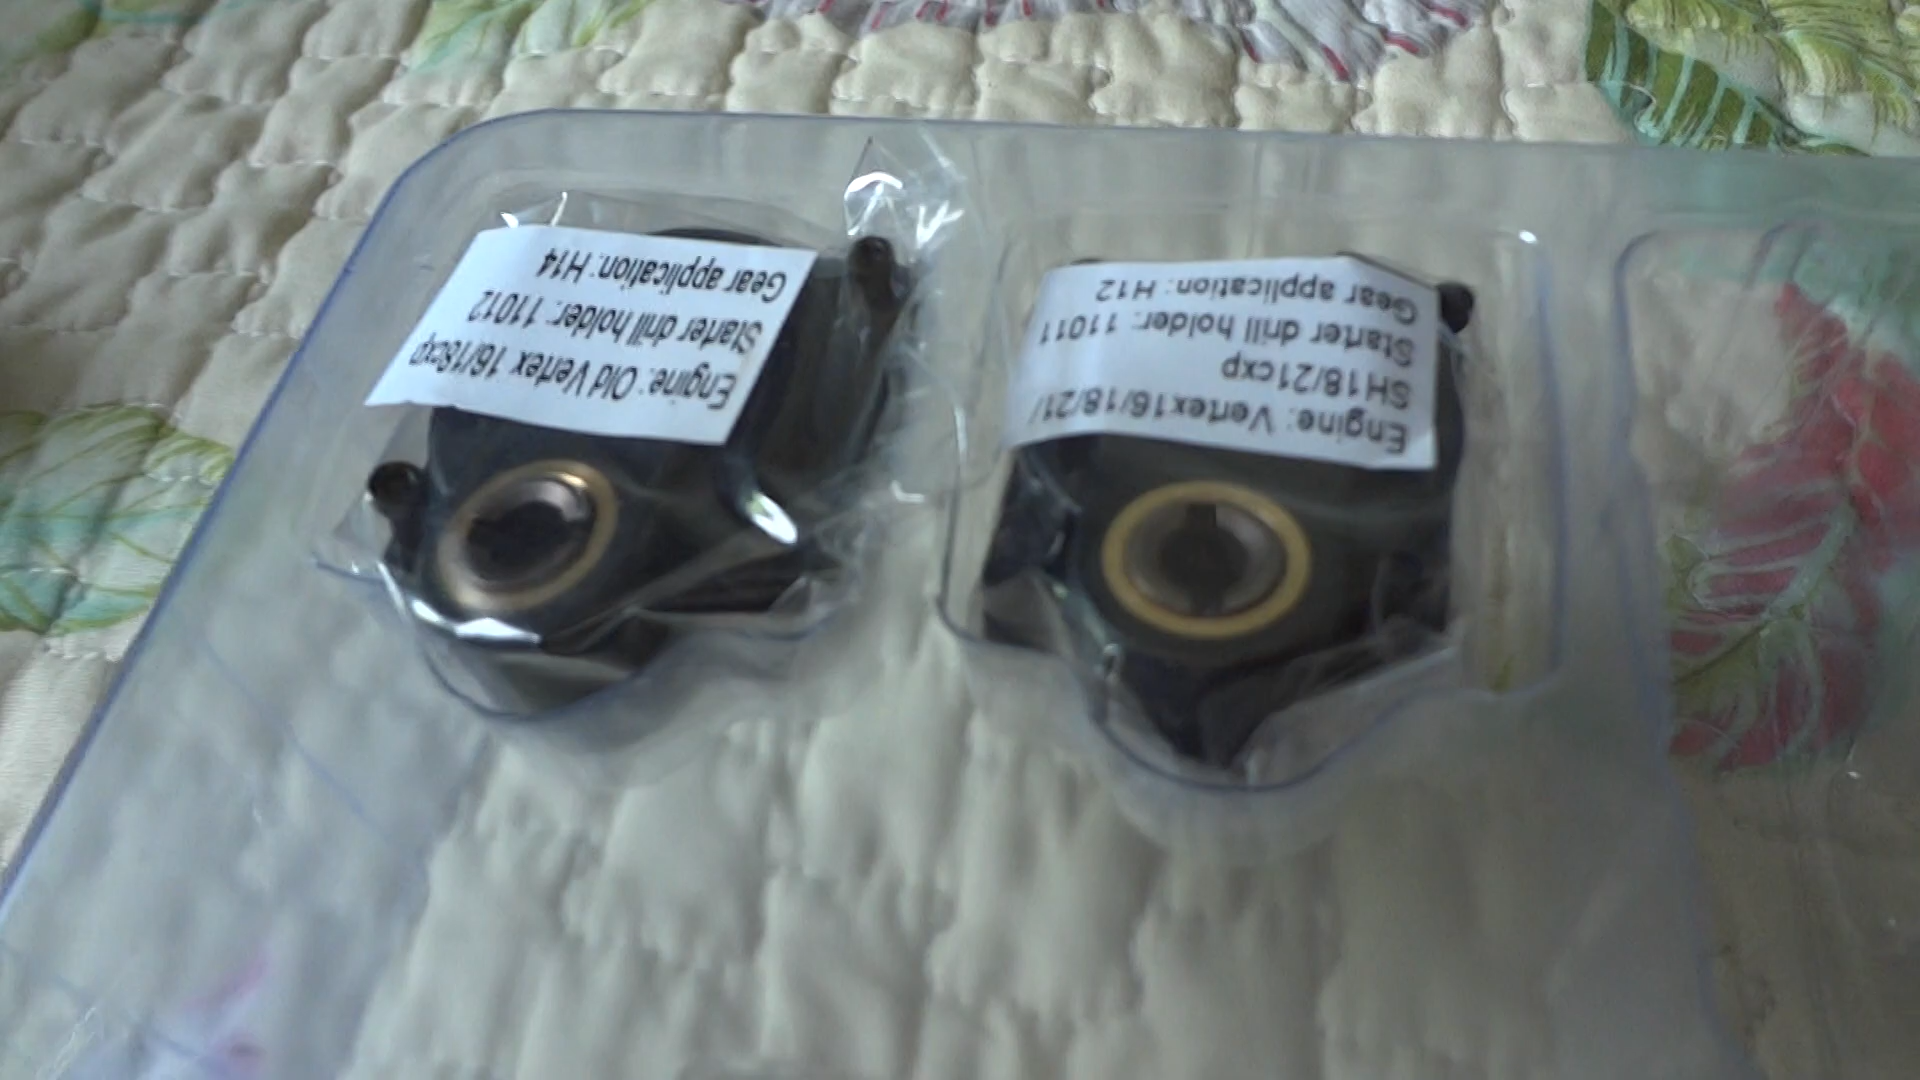 Engine: Old Vertex 16/18cxp
Starter drill holder: 11012
Gear application: H14
Engine: Vertex16/18/21/
SH18/21cxp
Starter drill holder: 11011
Gear application: H12